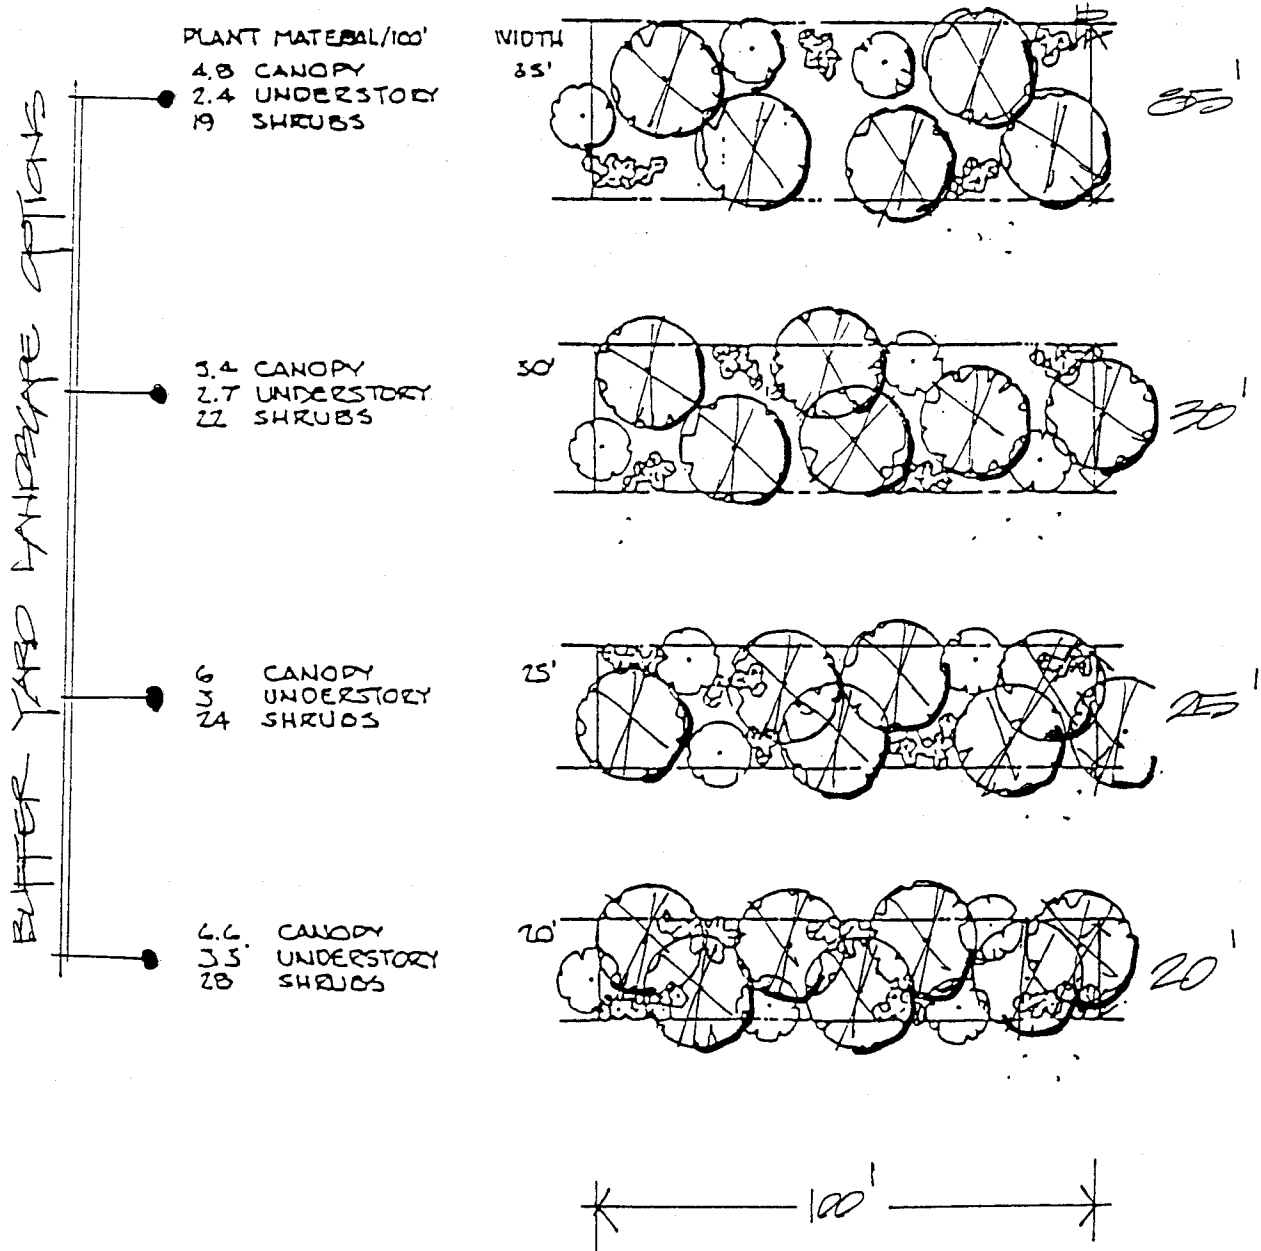 BUFFER YARD LANDSCAPE OPTIONS
PLANT MATERIAL/100' WIDTH
4.8 CANOPY 35'
2.4 UNDERSTORY
19 SHRUBS
35'
5.4 CANOPY 30'
2.7 UNDERSTORY
22 SHRUBS
30'
6 CANOPY 25'
3 UNDERSTORY
24 SHRUBS
25'
6.6 CANOPY 20'
3.3 UNDERSTORY
28 SHRUBS
20'
100'